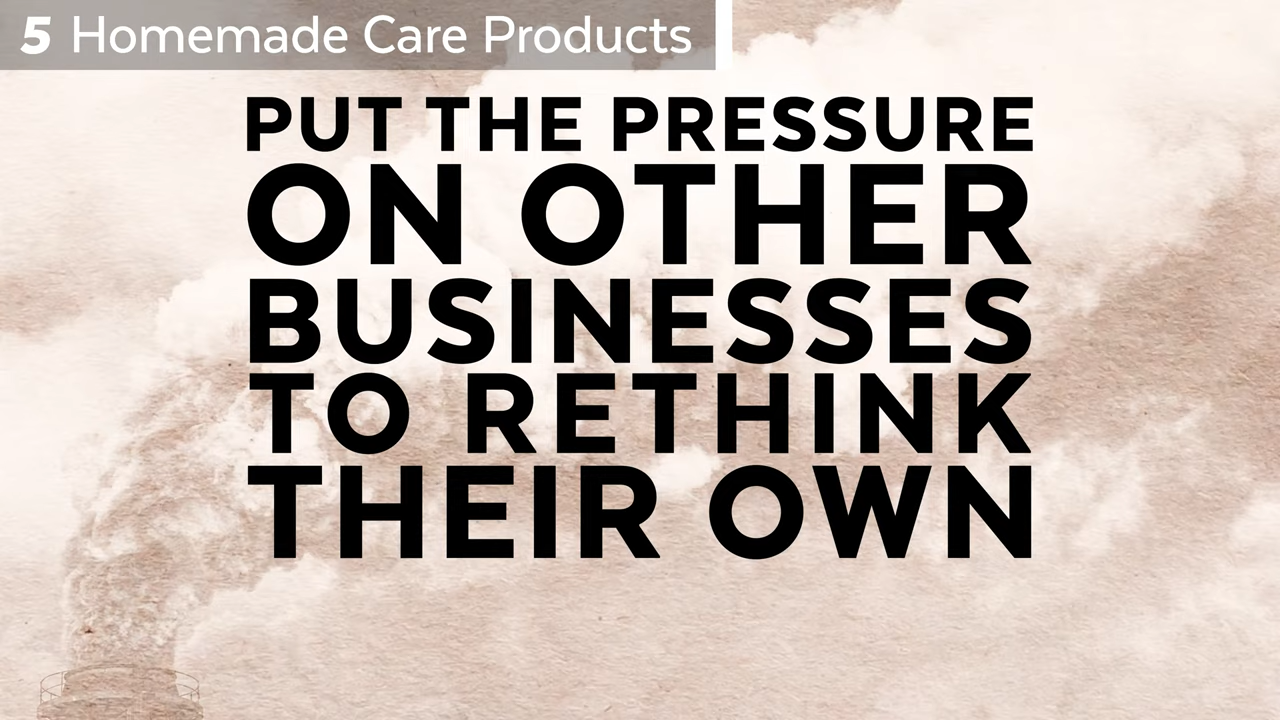 5 Homemade Care Products
PUT THE PRESSURE
ON OTHER
BUSINESSES
TO RETHINK
THEIR OWN